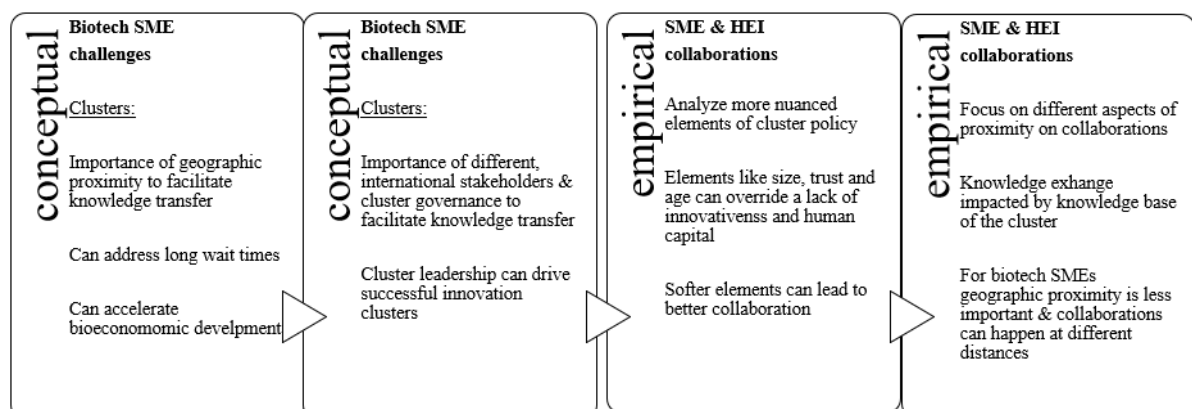 conceptual
Biotech SME
challenges
Clusters:
Importance of geographic
proximity to facilitate
knowledge transfer
Can address long wait times
Can accelerate
bioeconomomic develpment
conceptual
Biotech SME
challenges
Clusters:
Importance of different,
international stakeholders &
cluster governance to
facilitate knowledge transfer
Cluster leadership can drive
successful innovation
clusters
empirical
SME & HEI
collaborations
Analyze more nuanced
elements of cluster policy
Elements like size, trust and
age can override a lack of
innovativenss and human
capital
Softer elements can lead to
better collaboration
empirical
SME & HEI
collaborations
Focus on different aspects of
proximity on collaborations
Knowledge exhange
impacted by knowledge base
of the cluster
For biotech SMEs
geographic proximity is less
important & collaborations
can happen at different
distances